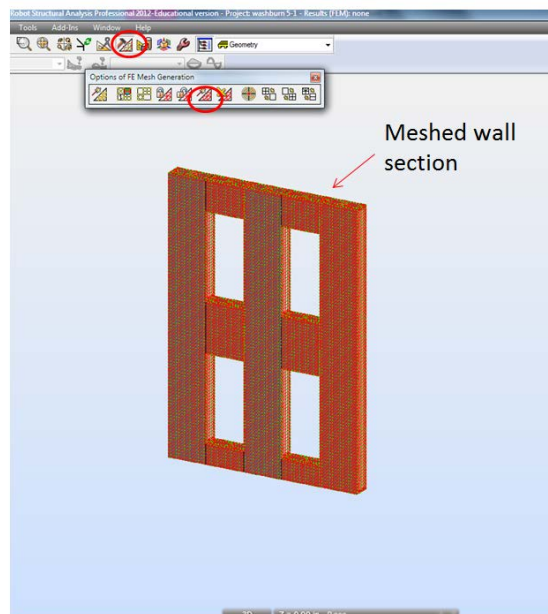 Robot Structural Analysis Professional 2012-Educational version - Project: washburn 5-1 - Results (FEM): none
Tools Add-Ins Window Help
Geometry
Options of FE Mesh Generation
Meshed wall
section